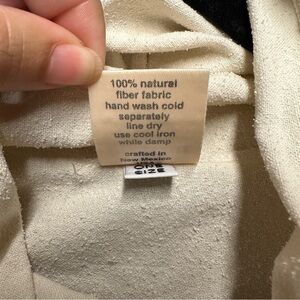 100% natural
fiber fabric
hand wash cold
separately
line dry
use cool iron
while damp
crafted in
New Mexico
ONE
SIZE